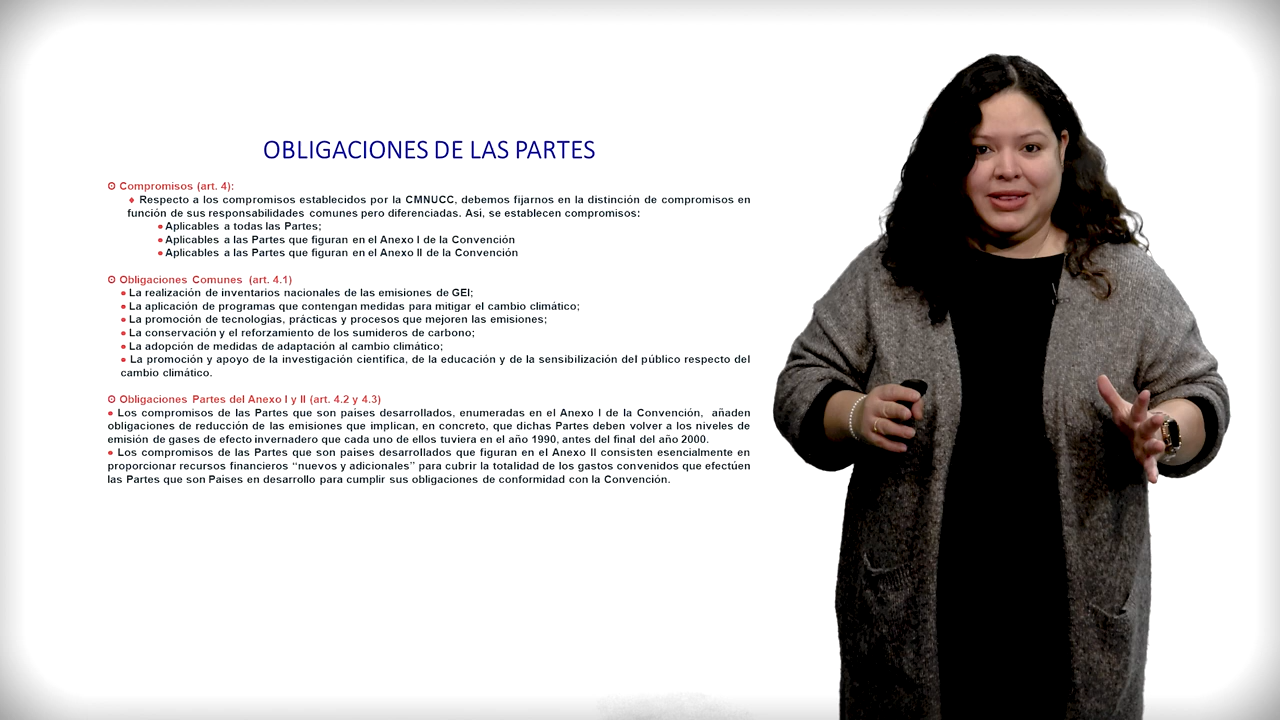 OBLIGACIONES DE LAS PARTES
Compromisos (art. 4):
Respecto a los compromisos establecidos por la CMNUCC, debemos fijarnos en la distinción de compromisos en
función de sus responsabilidades comunes pero diferenciadas. Asi, se establecen compromisos:
Aplicables a todas las Partes;
Aplicables a las Partes que figuran en el Anexo I de la Convención
Aplicables a las Partes que figuran en el Anexo II de la Convención
Obligaciones Comunes (art. 4.1)
La realización de inventarios nacionales de las emisiones de GEI;
La aplicación de programas que contengan medidas para mitigar el cambio climático;
La promoción de tecnologías, prácticas y procesos que mejoren las emisiones;
La conservación y el reforzamiento de los sumideros de carbono;
La adopción de medidas de adaptación al cambio climático;
La promoción y apoyo de la investigación científica, de la educación y de la sensibilización del público respecto del
cambio climático.
Obligaciones Partes del Anexo I y II (art. 4.2 y 4.3)
Los compromisos de las Partes que son países desarrollados, enumeradas en el Anexo I de la Convención, añaden
obligaciones de reducción de las emisiones que implican, en concreto, que dichas Partes deben volver a los niveles de
emisión de gases de efecto invernadero que cada uno de ellos tuviera en el año 1990, antes del final del año 2000.
Los compromisos de las Partes que son países desarrollados que figuran en el Anexo II consisten esencialmente en
proporcionar recursos financieros “nuevos y adicionales” para cubrir la totalidad de los gastos convenidos que efectúen
las Partes que son Países en desarrollo para cumplir sus obligaciones de conformidad con la Convención.